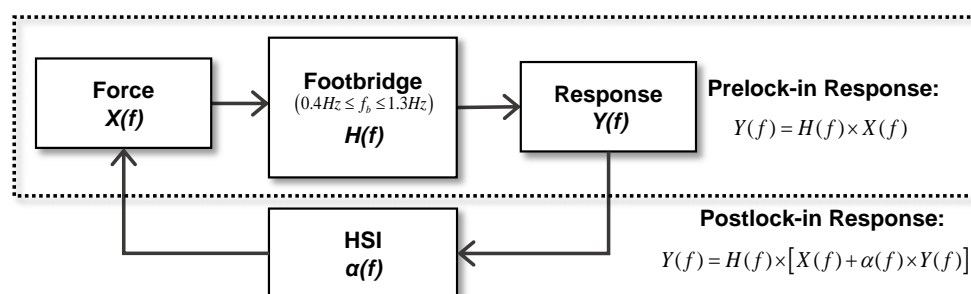 Force
X(f)
Footbridge
(0.4Hz ≤ f_b ≤ 1.3Hz)
H(f)
Response
Y(f)
Prelock-in Response:
Y(f) = H(f) × X(f)
HSI
α(f)
Postlock-in Response:
Y(f) = H(f) × [X(f) + α(f) × Y(f)]